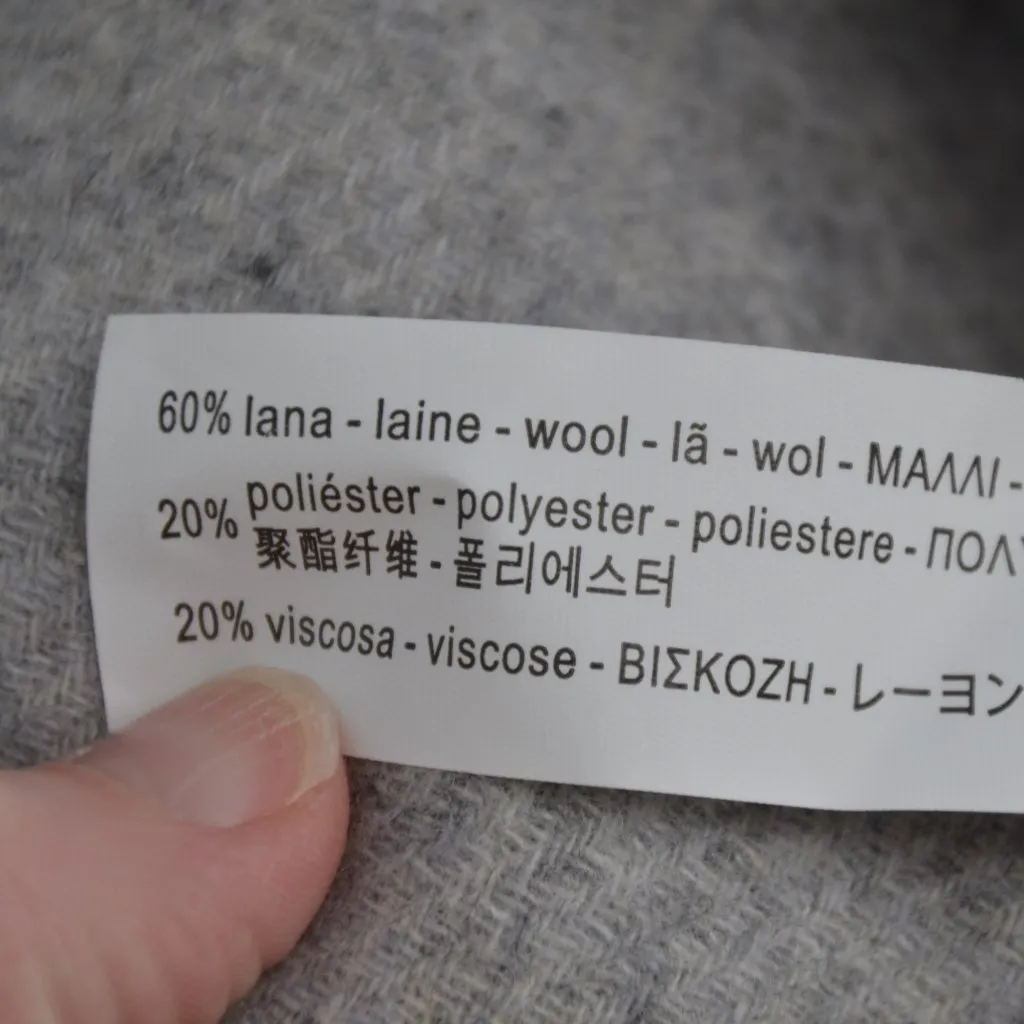 60% lana - laine - wool - lã - wol - ΜΑΛΛΙ -
20% poliéster - polyester - poliestere - ΠΟΛ
聚酯纤维 - 폴리에스터
20% viscosa - viscose - ΒΙΣΚΟΖΗ - レーヨン